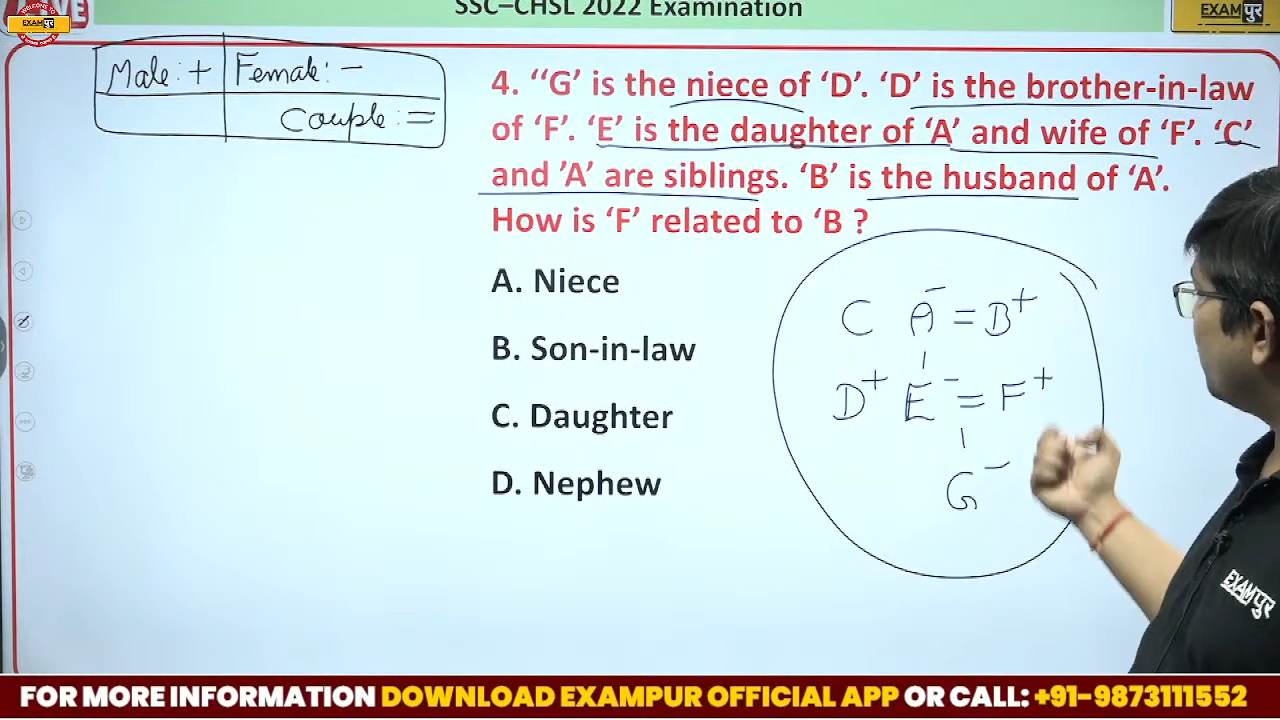 SSC–CHSL 2022 Examination
EXAMपुर
EXAMपुर
Male: + Female: –
Couple: =
4. “G’ is the niece of ‘D’. ‘D’ is the brother-in-law
of ‘F’. ‘E’ is the daughter of ‘A’ and wife of ‘F’. ‘C’
and ’A’ are siblings. ‘B’ is the husband of ‘A’.
How is ‘F’ related to ‘B ?
A. Niece
B. Son-in-law
C. Daughter
D. Nephew
C A– = B+
D+ E– = F+
G–
EXAMपुर
FOR MORE INFORMATION DOWNLOAD EXAMPUR OFFICIAL APP OR CALL: +91–9873111552